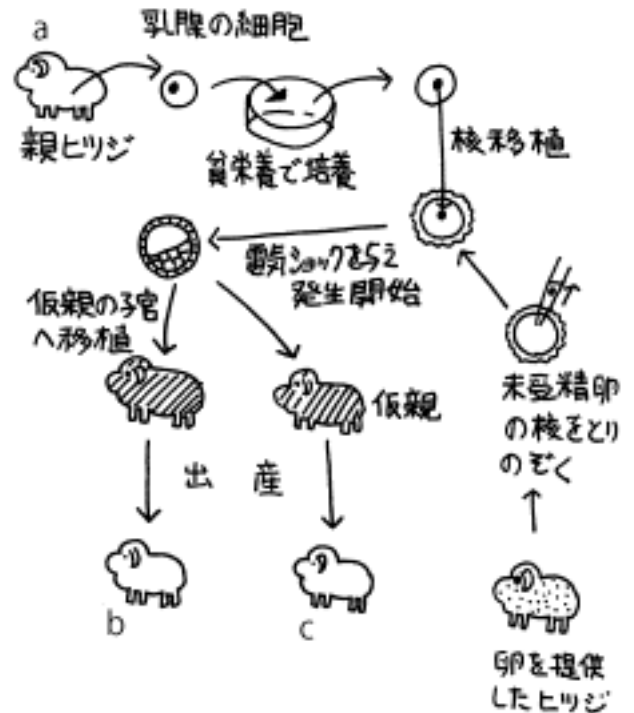 a
乳腺の細胞
親ヒツジ
貧栄養で培養
核移植
電気ショックをらえ
発生開始
仮親の子宮
へ移植
仮親
未受精卵
の核をとり
のぞく
出産
b
c
卵を提供
したヒツジ